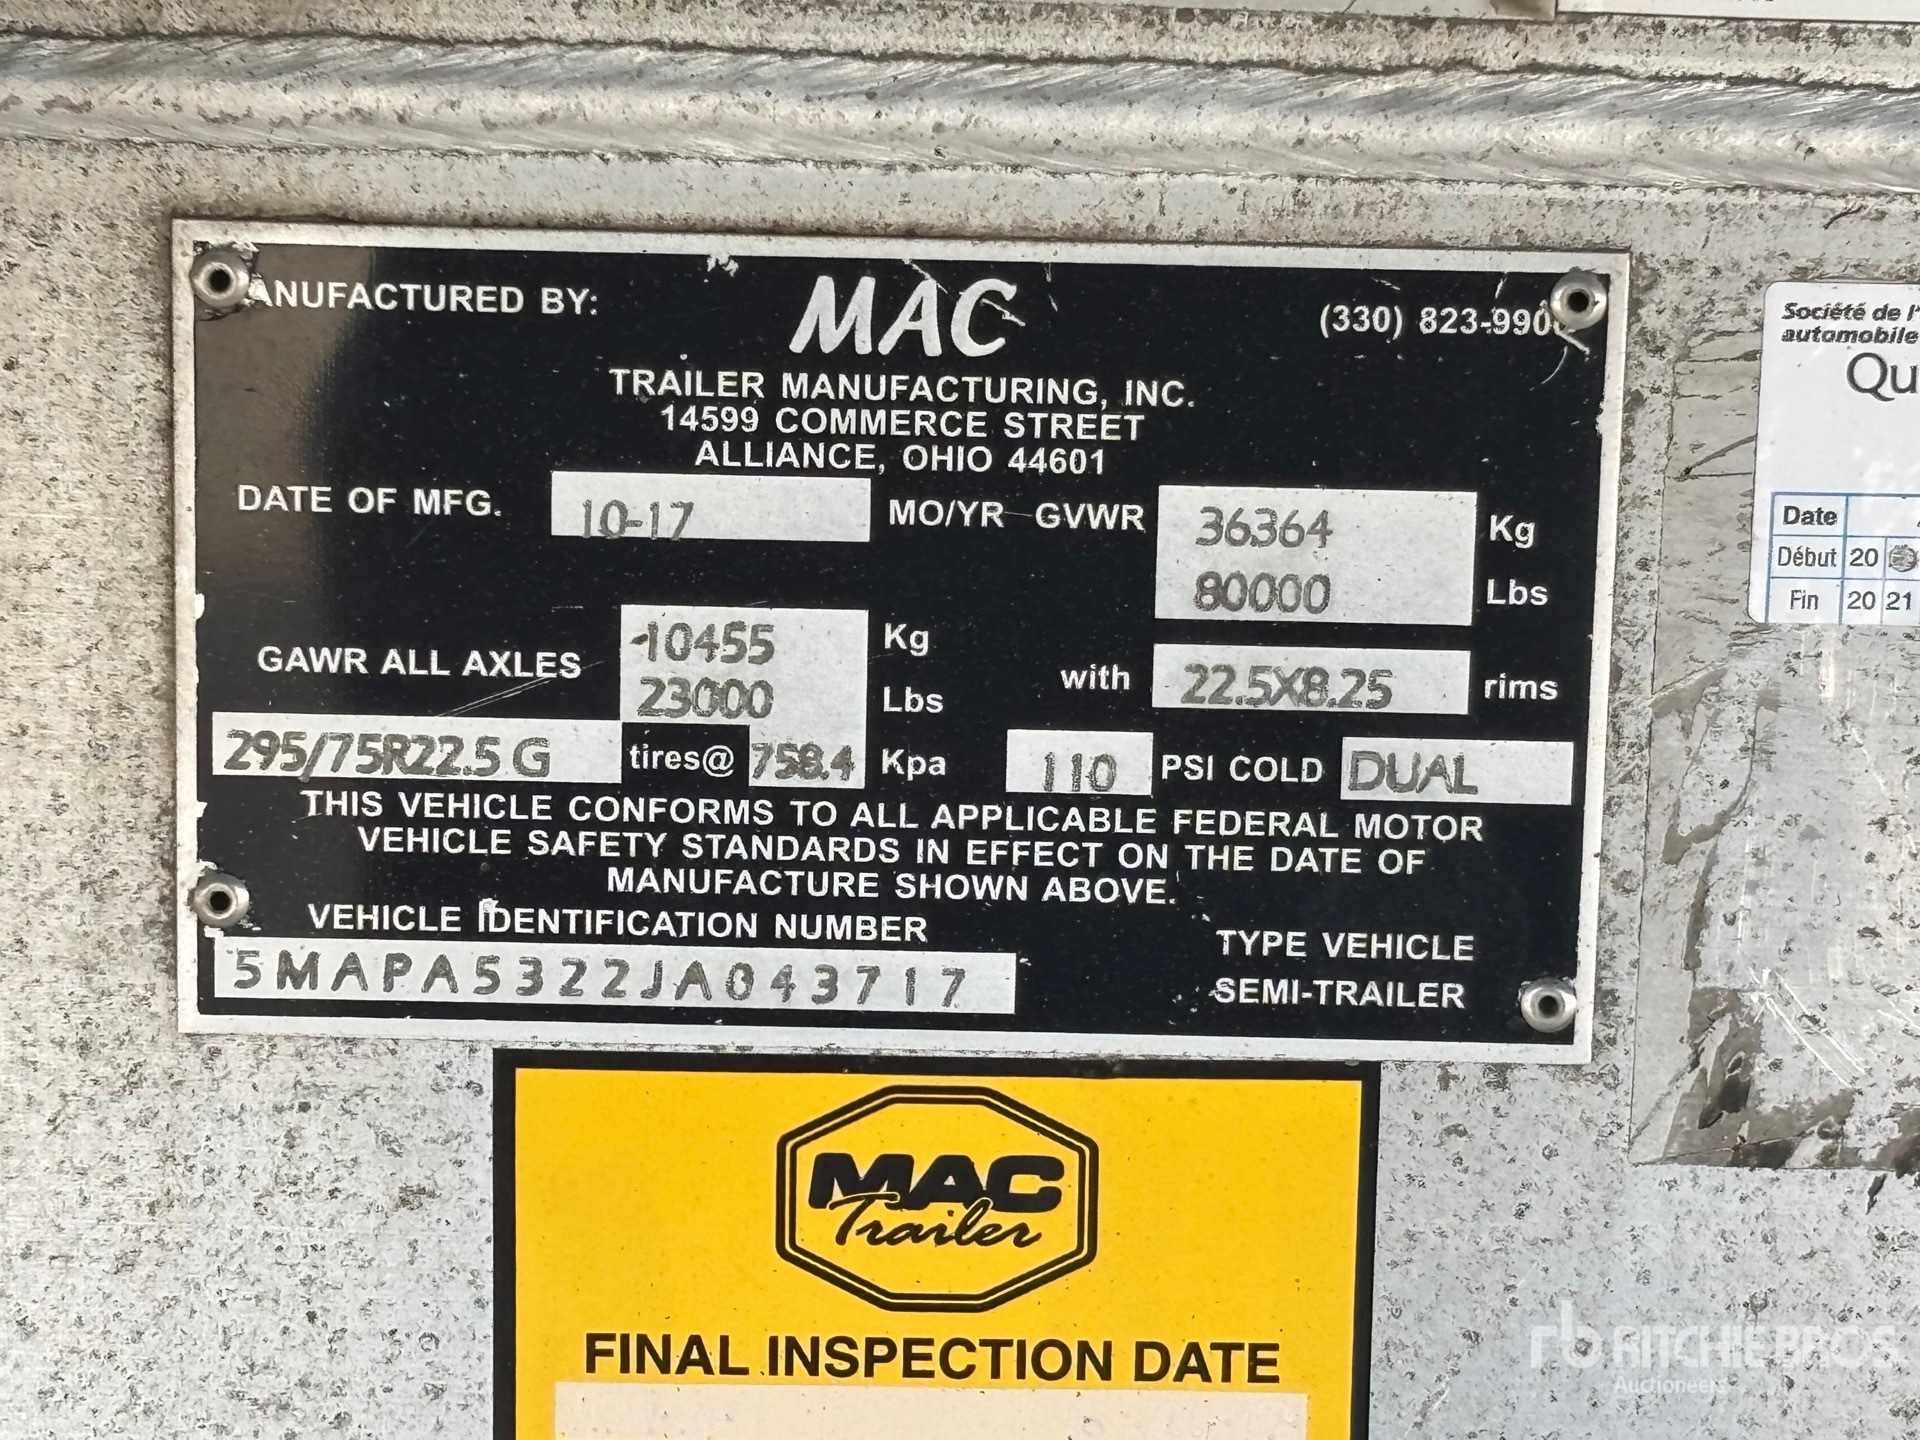 MANUFACTURED BY:
MAC
(330) 823-990
TRAILER MANUFACTURING, INC.
14599 COMMERCE STREET
ALLIANCE, OHIO 44601
DATE OF MFG. 10-17 MO/YR GVWR 36364 Kg
80000 Lbs
GAWR ALL AXLES 10455 Kg
23000 Lbs
with 22.5X8.25 rims
295/75R22.5 G tires@ 758.4 Kpa 110 PSI COLD DUAL
THIS VEHICLE CONFORMS TO ALL APPLICABLE FEDERAL MOTOR
VEHICLE SAFETY STANDARDS IN EFFECT ON THE DATE OF
MANUFACTURE SHOWN ABOVE.
VEHICLE IDENTIFICATION NUMBER
5MAPA5322JA043717
TYPE VEHICLE
SEMI-TRAILER
MAC
Trailer
FINAL INSPECTION DATE
Société de l'
automobile
Qu
Date
Début 20
Fin 20 21
rb RITCHIE BROS
Auctioneers